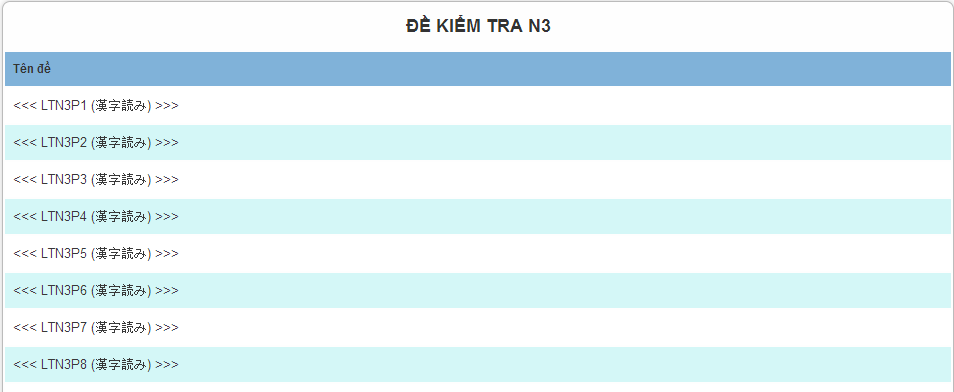 ĐỀ KIỂM TRA N3
Tên đề
<<< LTN3P1 (漢字読み) >>>
<<< LTN3P2 (漢字読み) >>>
<<< LTN3P3 (漢字読み) >>>
<<< LTN3P4 (漢字読み) >>>
<<< LTN3P5 (漢字読み) >>>
<<< LTN3P6 (漢字読み) >>>
<<< LTN3P7 (漢字読み) >>>
<<< LTN3P8 (漢字読み) >>>